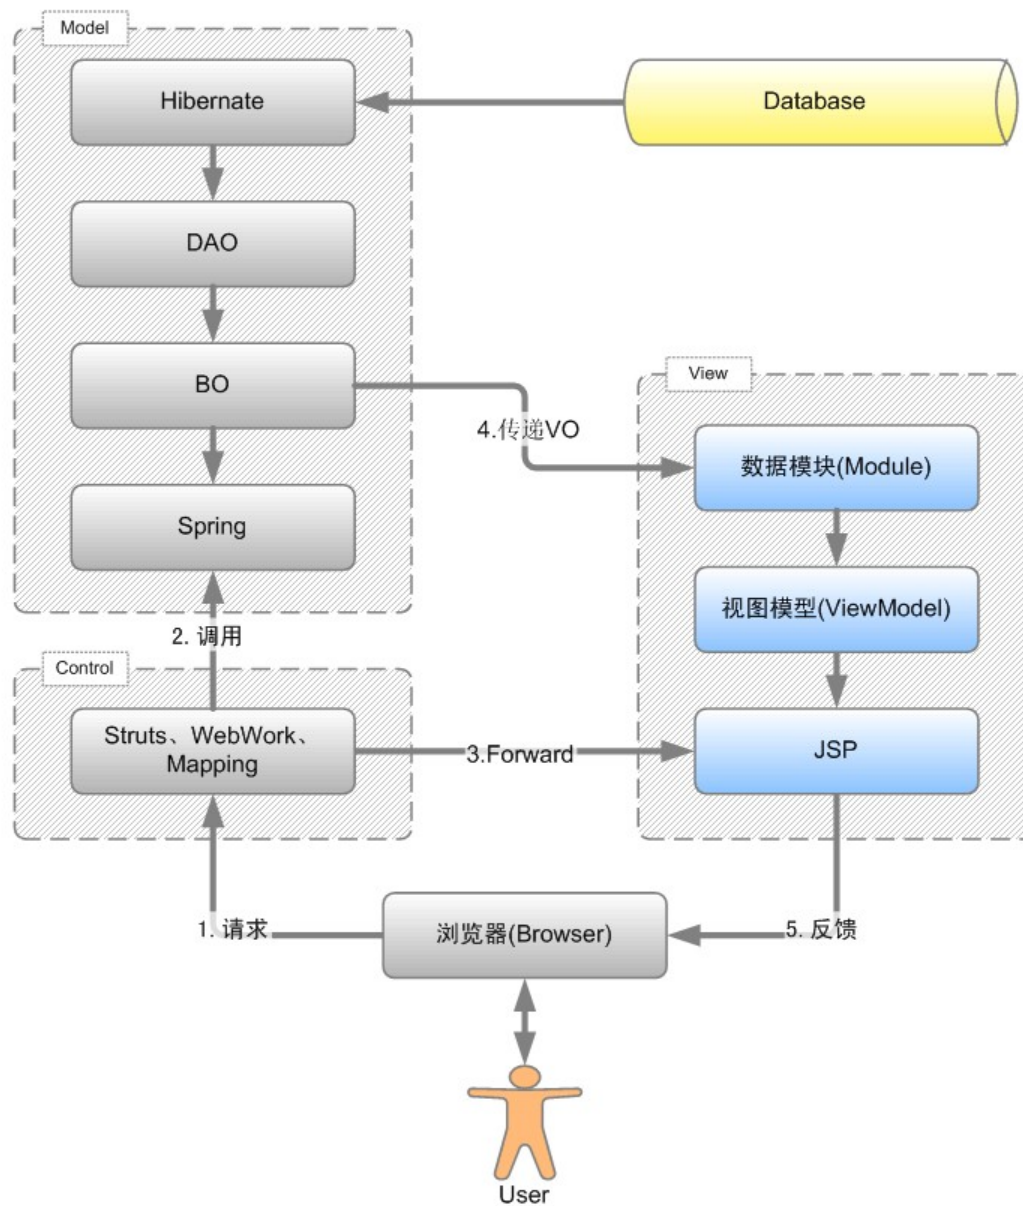 Model
Hibernate
Database
DAO
BO
View
4.传递VO
数据模块(Module)
Spring
视图模型(ViewModel)
2. 调用
Control
Struts、WebWork、
Mapping
3.Forward
JSP
1. 请求
浏览器(Browser)
5. 反馈
User